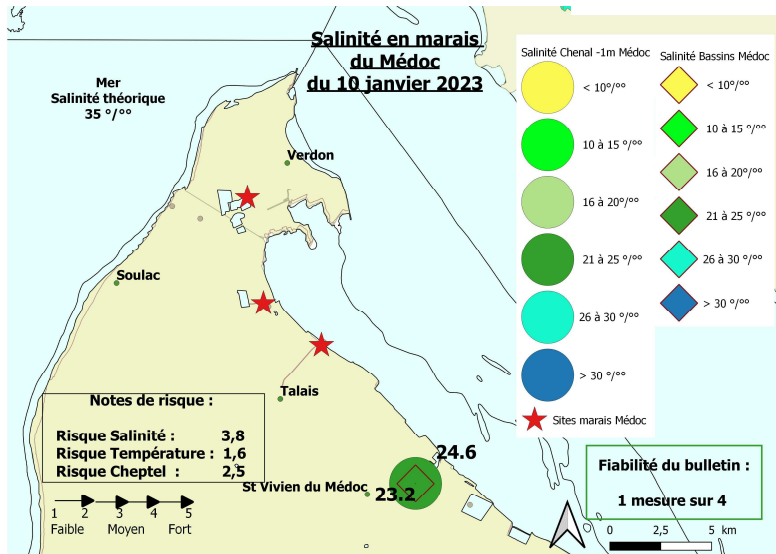 Salinité en marais
du Médoc
du 10 janvier 2023
Mer
Salinité théorique
35 °/°°
Verdon
Soulac
Talais
St Vivien du Médoc
24.6
23.2
Notes de risque :
Risque Salinité : 3,8
Risque Température : 1,6
Risque Cheptel : 2,5
1 2 3 4 5
Faible Moyen Fort
Salinité Chenal -1m Médoc
< 10°/°°
10 à 15 °/°°
16 à 20°/°°
21 à 25 °/°°
26 à 30 °/°°
> 30 °/°°
Sites marais Médoc
Salinité Bassins Médoc
< 10°/°°
10 à 15 °/°°
16 à 20°/°°
21 à 25 °/°°
26 à 30 °/°°
> 30 °/°°
Fiabilité du bulletin :
1 mesure sur 4
0 2,5 5 km